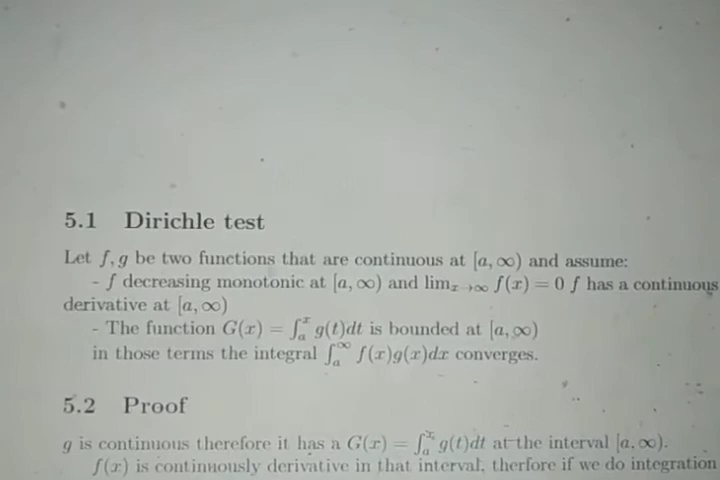 5.1 Dirichle test
Let f, g be two functions that are continuous at [a, ∞) and assume:
- f decreasing monotonic at [a, ∞) and lim_{x→∞} f(x) = 0 f has a continuous
derivative at [a, ∞)
- The function G(x) = ∫_a^x g(t)dt is bounded at [a, ∞)
in those terms the integral ∫_a^∞ f(x)g(x)dx converges.
5.2 Proof
g is continuous therefore it has a G(x) = ∫_a^x g(t)dt at the interval [a, ∞).
f(x) is continuously derivative in that interval, therfore if we do integration